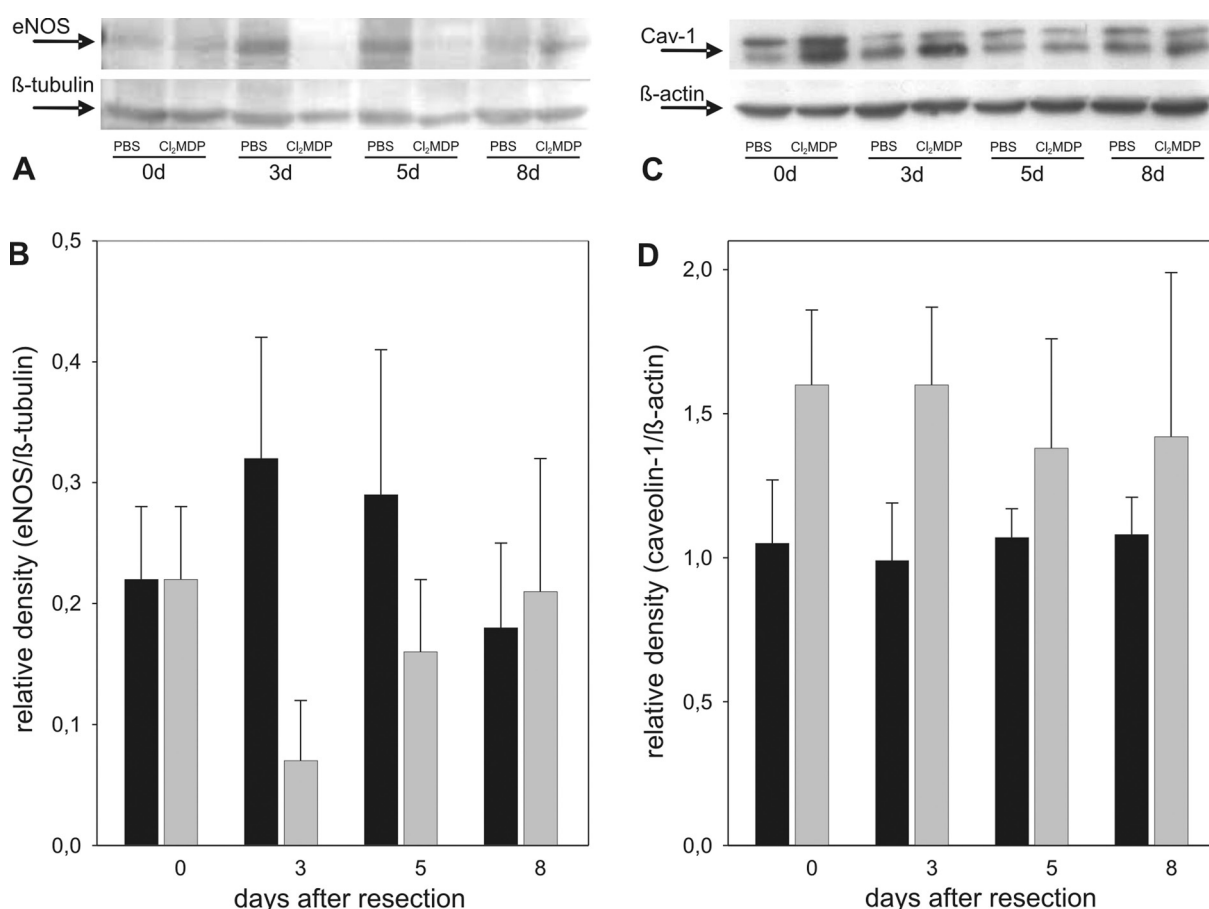 eNOS
ß-tubulin
PBS Cl₂MDP PBS Cl₂MDP PBS Cl₂MDP PBS Cl₂MDP
A 0d 3d 5d 8d
Cav-1
ß-actin
PBS Cl₂MDP PBS Cl₂MDP PBS Cl₂MDP PBS Cl₂MDP
C 0d 3d 5d 8d
B
relative density (eNOS/ß-tubulin)
0,5
0,4
0,3
0,2
0,1
0,0
0 3 5 8
days after resection
D
relative density (caveolin-1/ß-actin)
2,0
1,5
1,0
0,5
0,0
0 3 5 8
days after resection